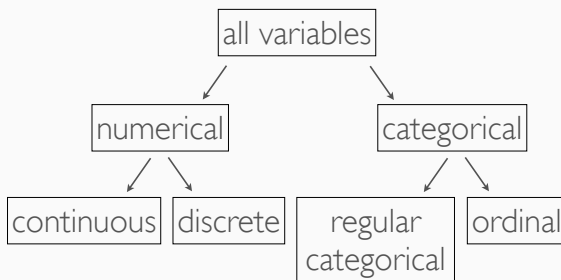 all variables
numerical
categorical
continuous
discrete
regular
categorical
ordinal